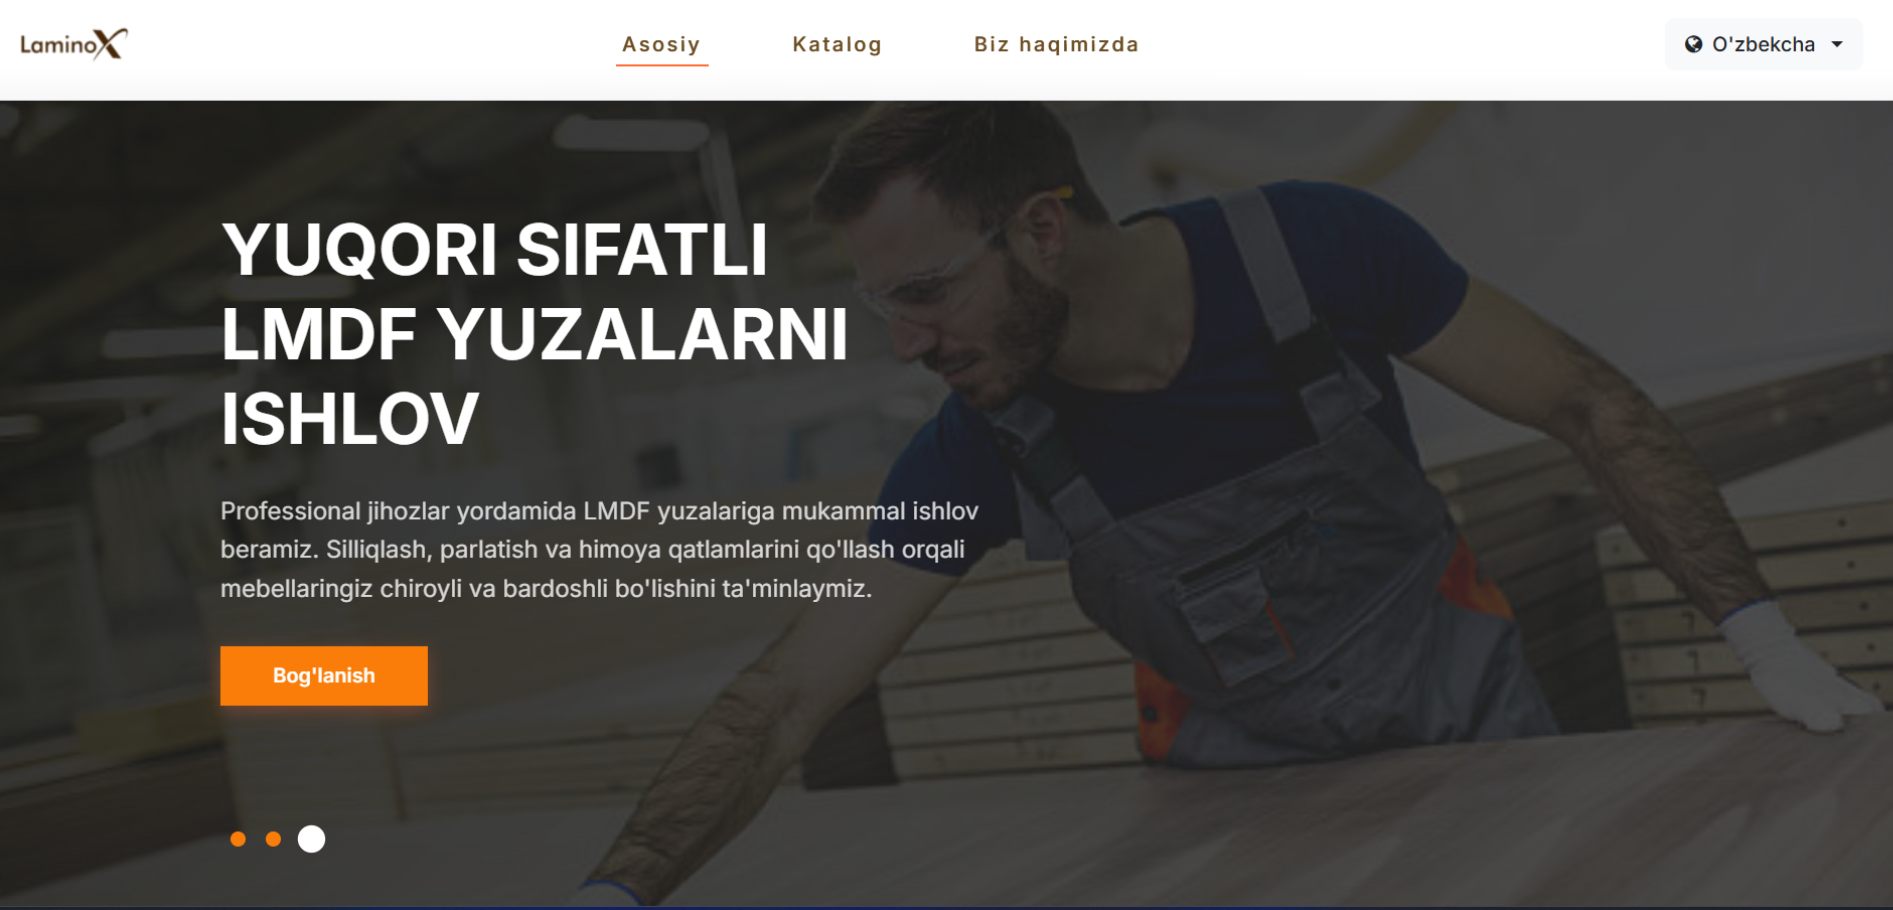 LaminoX
Asosiy
Katalog
Biz haqimizda
O'zbekcha
YUQORI SIFATLI
LMDF YUZALARNI
ISHLOV
Professional jihozlar yordamida LMDF yuzalariga mukammal ishlov
beramiz. Silliqlash, parlatish va himoya qatlamlarini qo'llash orqali
mebellaringiz chiroyli va bardoshli bo'lishini ta'minlaymiz.
Bog'lanish